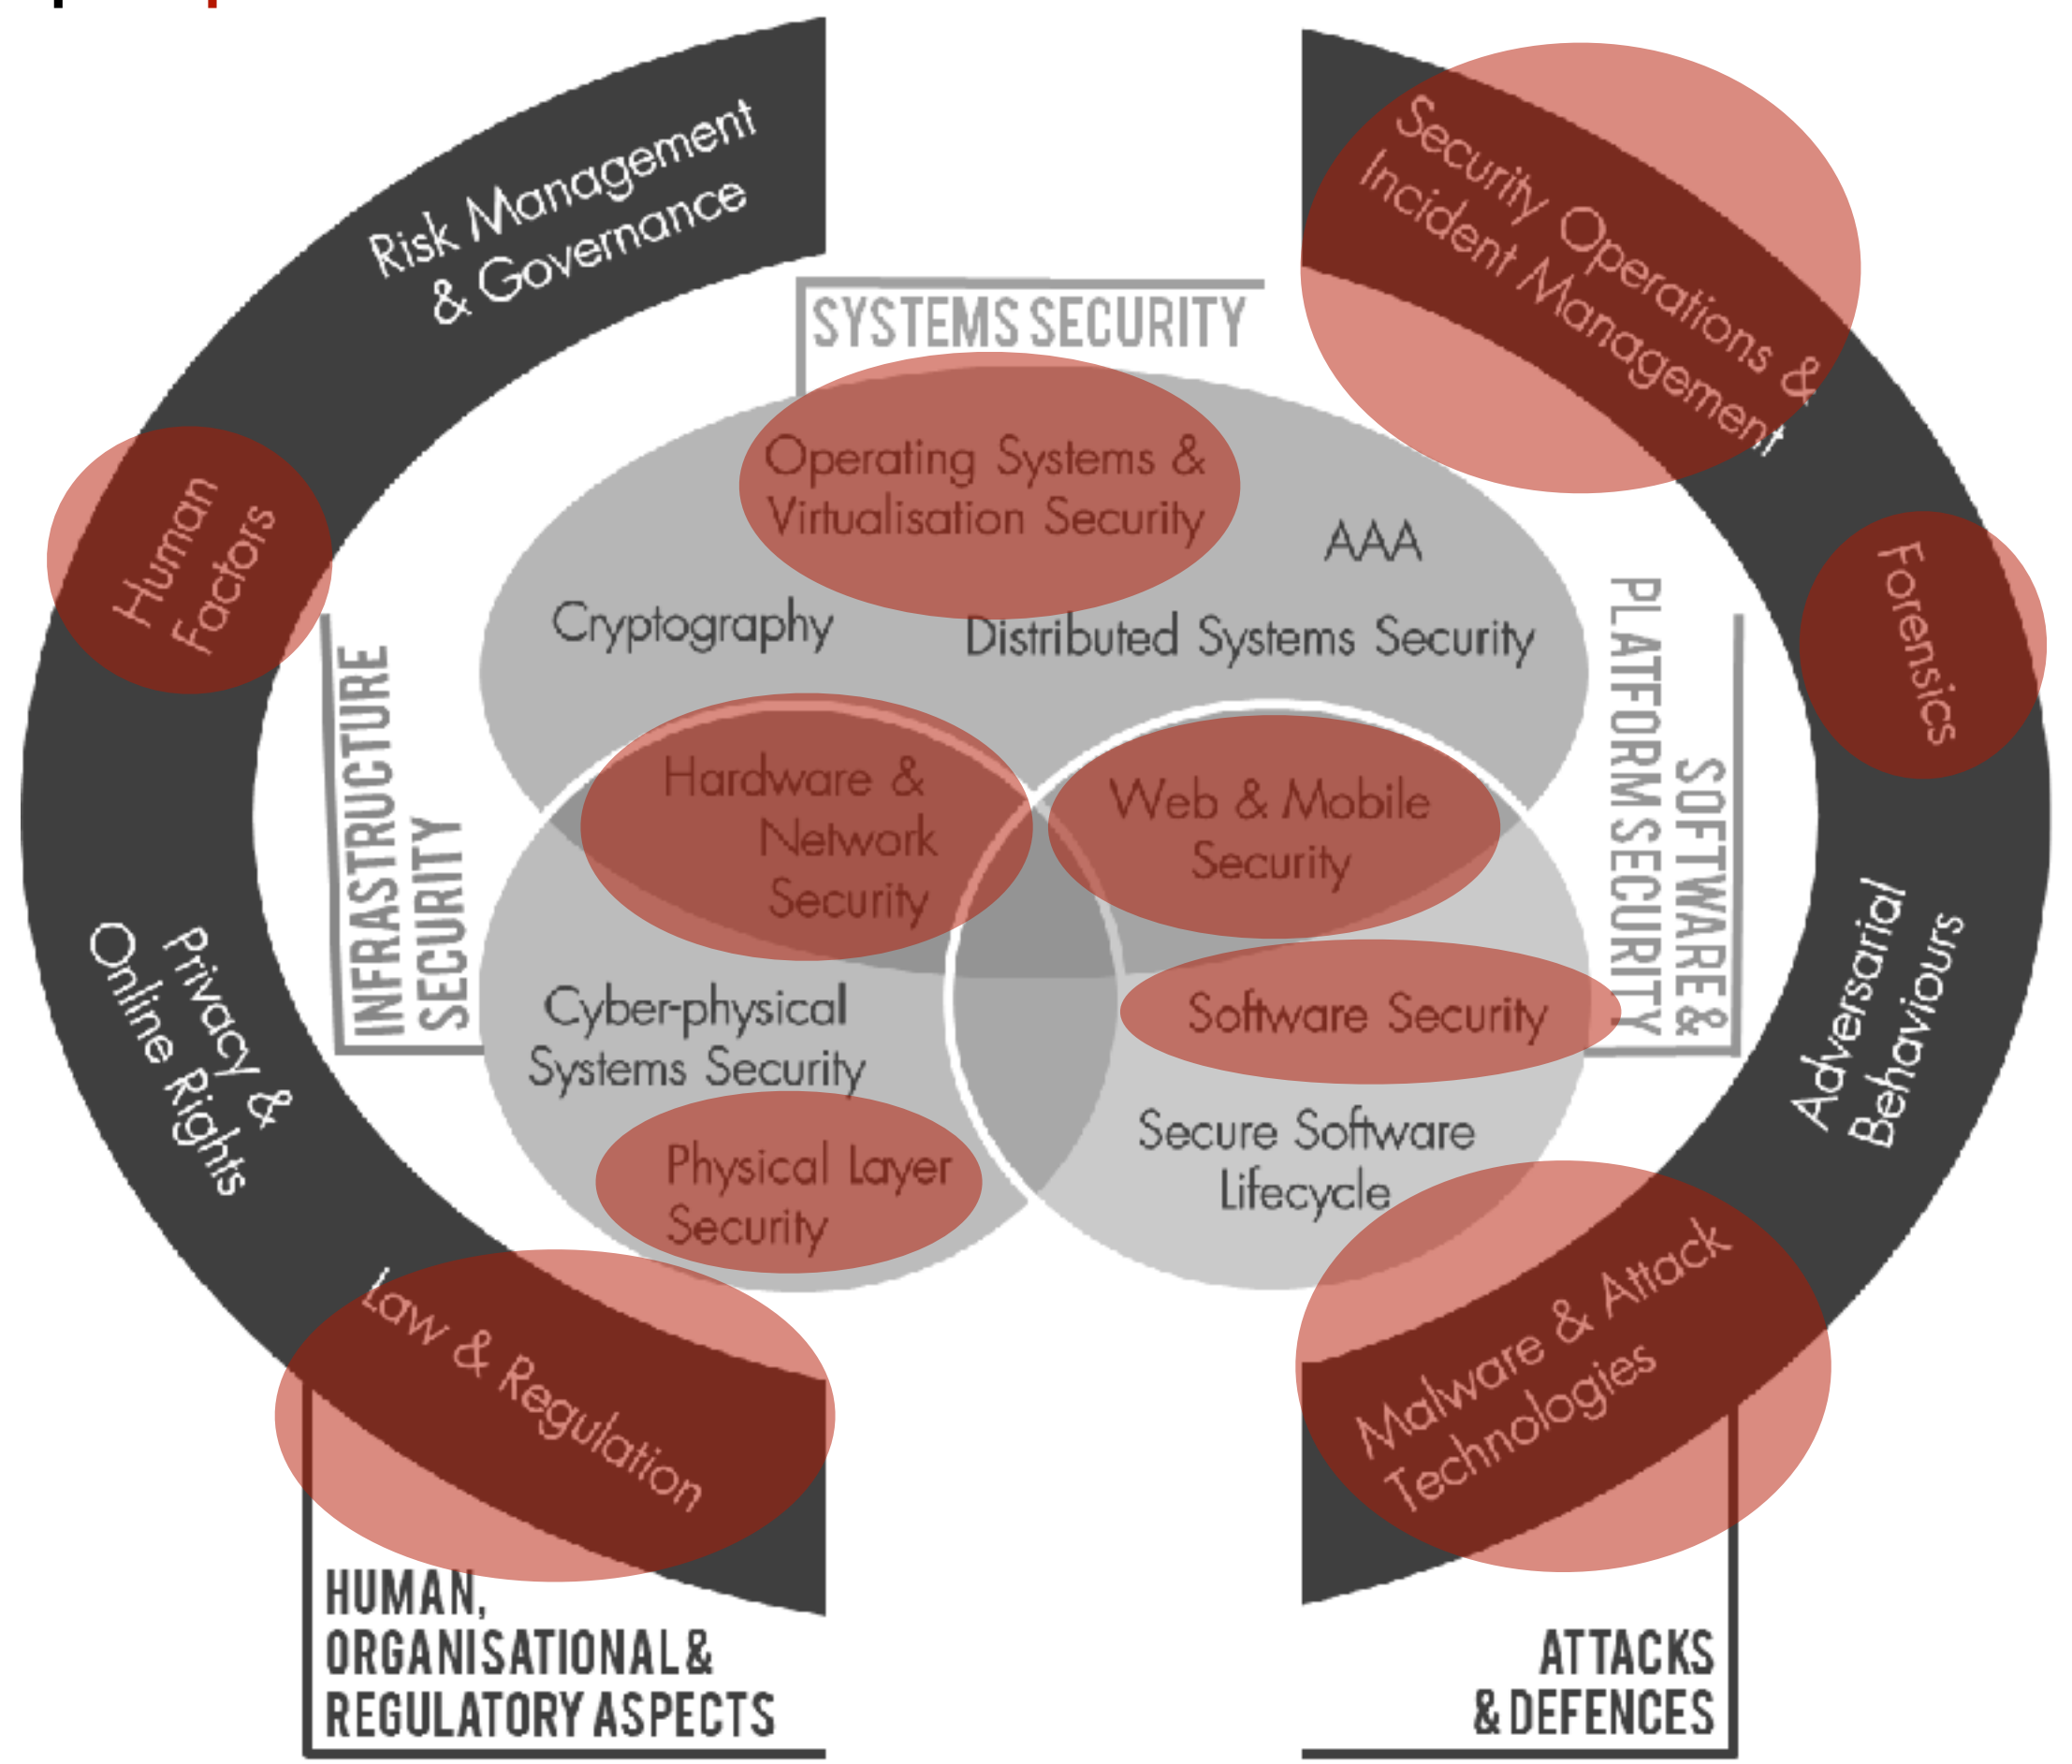 Risk Management
& Governance
Security Operations &
Incident Management
SYSTEMS SECURITY
Operating Systems &
Virtualisation Security
AAA
Human
Factors
Cryptography
Distributed Systems Security
Forensics
INFRASTRUCTURE
SECURITY
SOFTWARE &
PLATFORM SECURITY
Hardware &
Network
Security
Web & Mobile
Security
Privacy &
Online Rights
Cyber-physical
Systems Security
Software Security
Adversarial
Behaviours
Physical Layer
Security
Secure Software
Lifecycle
Law & Regulation
Malware & Attack
Technologies
HUMAN,
ORGANISATIONAL &
REGULATORY ASPECTS
ATTACKS
& DEFENCES